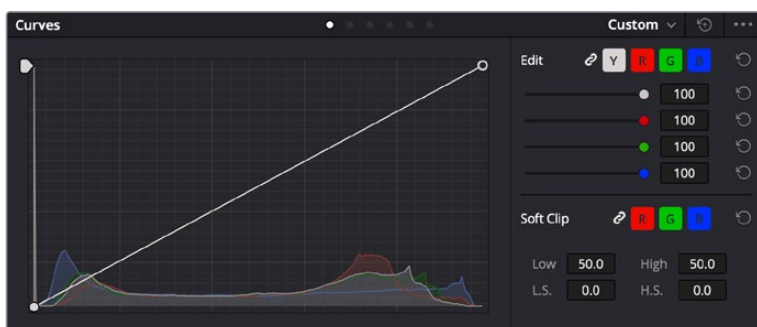 Curves Custom
Edit Y R G B
100
100
100
100
Soft Clip R G B
Low 50.0 High 50.0
L.S. 0.0 H.S. 0.0